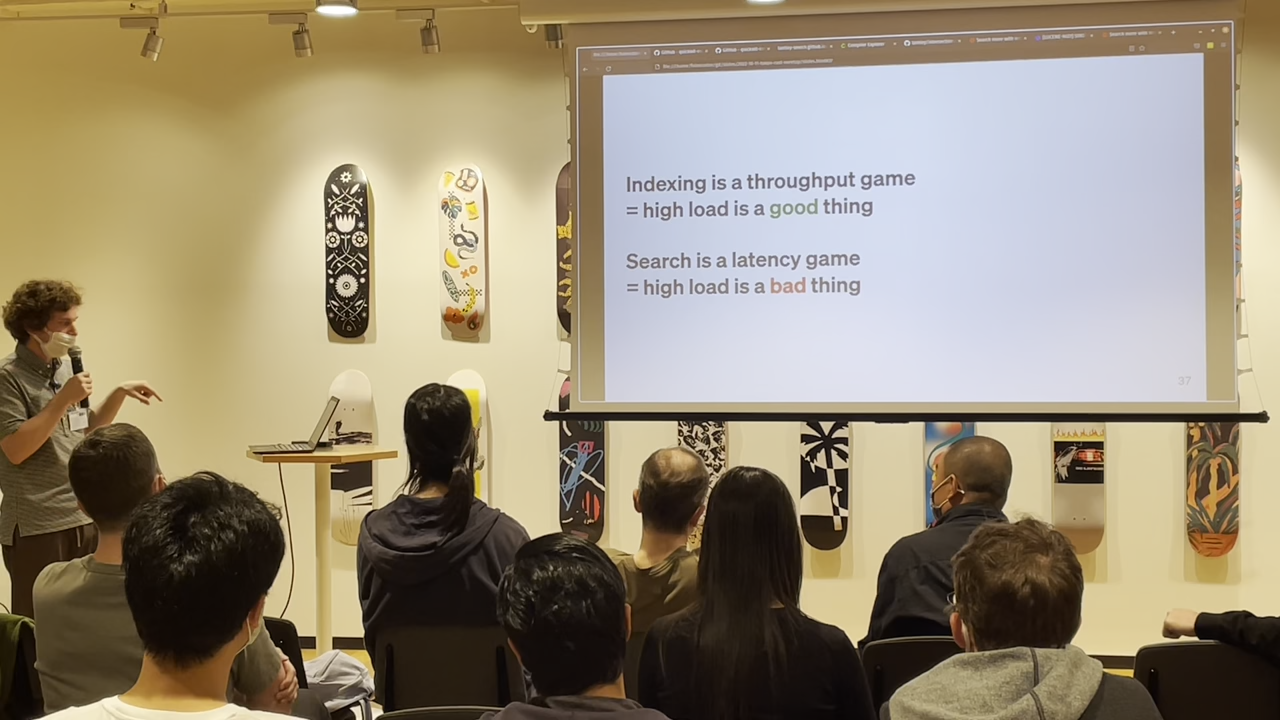 Indexing is a throughput game
= high load is a good thing
Search is a latency game
= high load is a bad thing
37